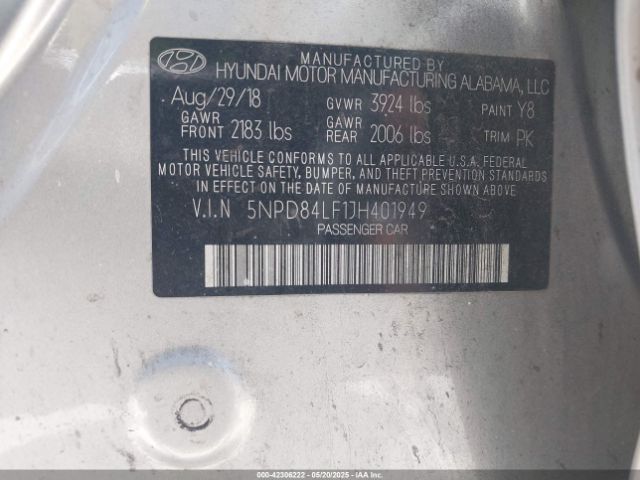 MANUFACTURED BY
HYUNDAI MOTOR MANUFACTURING ALABAMA, LLC
Aug/29/18 GVWR 3924 lbs PAINT Y8
GAWR FRONT 2183 lbs GAWR REAR 2006 lbs TRIM PK
THIS VEHICLE CONFORMS TO ALL APPLICABLE U.S.A. FEDERAL
MOTOR VEHICLE SAFETY, BUMPER, AND THEFT PREVENTION STANDARDS
IN EFFECT ON THE DATE OF MANUFACTURE SHOWN ABOVE.
V.I.N 5NPD84LF1JH401949
PASSENGER CAR
000-42306222 - 05/20/2025 - IAAI.COM